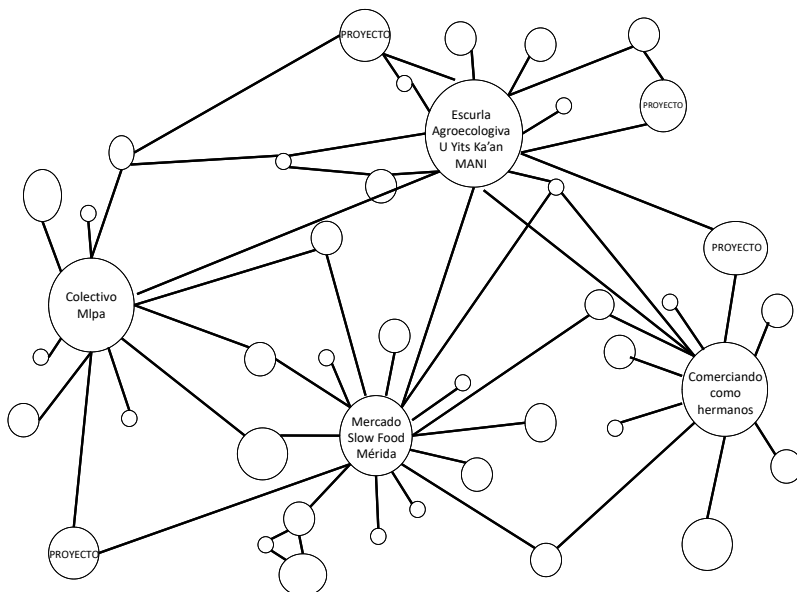 PROYECTO
Escurla
Agroecologiva
U Yits Ka’an
MANI
PROYECTO
PROYECTO
Colectivo
Mlpa
Comerciando
como
hermanos
Mercado
Slow Food
Mérida
PROYECTO